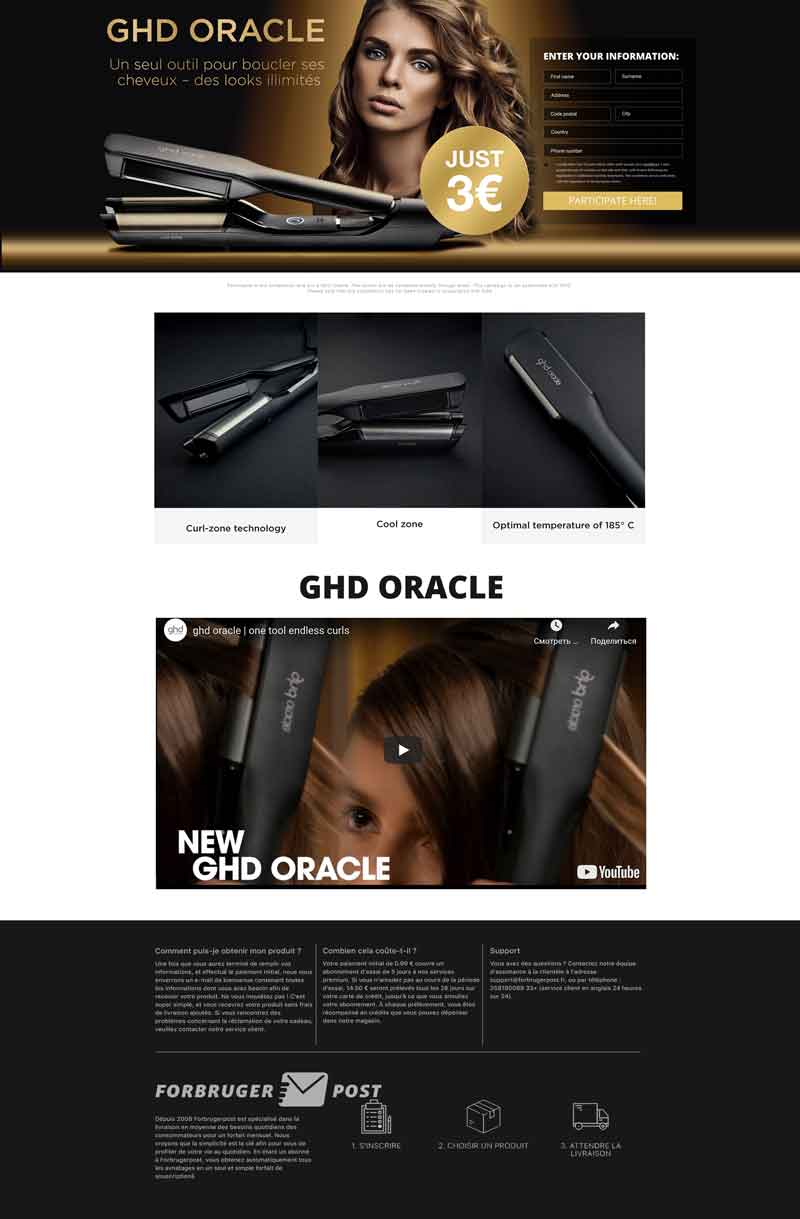 GHD ORACLE
Un seul outil pour boucler ses
cheveux – des looks illimités
JUST
3€
ENTER YOUR INFORMATION:
First name
Surname
Address
Code postal
City
Country
Phone number
PARTICIPATE HERE!
ghd oracle
Curl-zone technology
Cool zone
Optimal temperature of 185° C
GHD ORACLE
ghd
ghd oracle | one tool endless curls
Смотреть ...
Поделиться
NEW
GHD ORACLE
YouTube
Comment puis-je obtenir mon produit ?
Une fois que vous aurez terminé de remplir vos
informations, et effectué le paiement initial, nous vous
enverrons un e-mail de bienvenue contenant toutes
les informations dont vous avez besoin afin de
recevoir votre produit. Ne vous inquiétez pas ! C'est
super simple, et vous recevrez votre produit sans frais
de livraison ajoutés. Si vous rencontrez des
problèmes concernant la réclamation de votre cadeau,
veuillez contacter notre service client.
Combien cela coûte-t-il ?
Votre paiement initial de
€ couvre un
abonnement d'essai de 5 jours à nos services
premium. Si vous n'annulez pas au cours de la période
d'essai,
€ seront prélevés tous les 28 jours sur
votre carte de crédit, jusqu'à ce que vous annuliez
votre abonnement. À chaque prélèvement, vous êtes
récompensé en crédits que vous pouvez dépenser
dans notre magasin.
Support
Vous avez des questions ? Contactez notre équipe
d'assistance à la clientèle à l'adresse
support@forbrugerpost.fr, ou par téléphone :
(service client en anglais 24 heures
sur 24).
FORBRUGER POST
Depuis 2008 Forbrugerpost est spécialisé dans la
livraison en moyenne des besoins quotidiens des
consommateurs pour un forfait mensuel. Nous
croyons que la simplicité est la clé afin pour vous de
profiter de votre vie au quotidien. En étant un abonné
à Forbrugerpost, vous obtenez automatiquement tous
les avnatages en un seul et simple forfait de
souscription!
1. S'INSCRIRE
2. CHOISIR UN PRODUIT
3. ATTENDRE LA
LIVRAISON